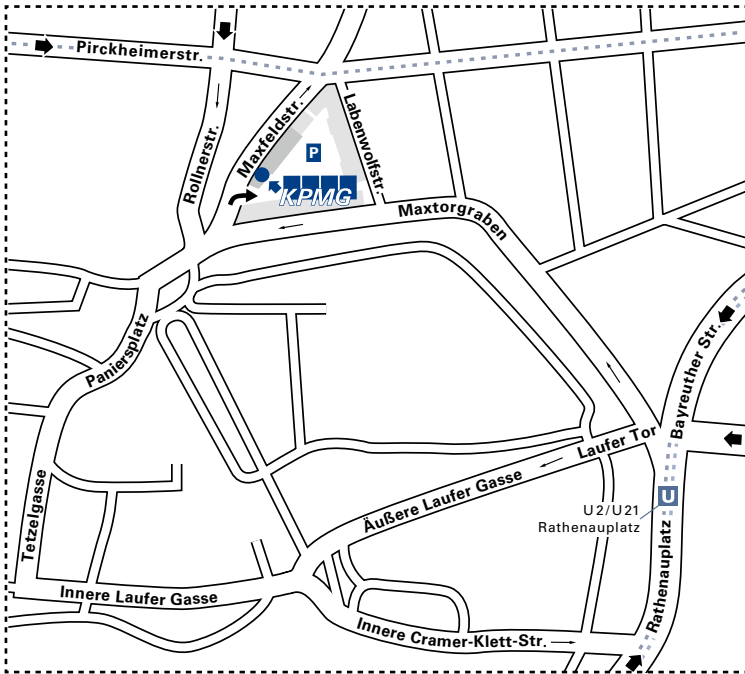 Pirckheimerstr.
Maxfeldstr.
Labenwolfstr.
Rollnerstr.
P
KPMG
Maxtorgraben
Paniersplatz
Bayreuther Str.
Laufer Tor
Äußere Laufer Gasse
U
U2/U21
Rathenauplatz
Tetzelgasse
Rathenauplatz
Innere Laufer Gasse
Innere Cramer-Klett-Str.